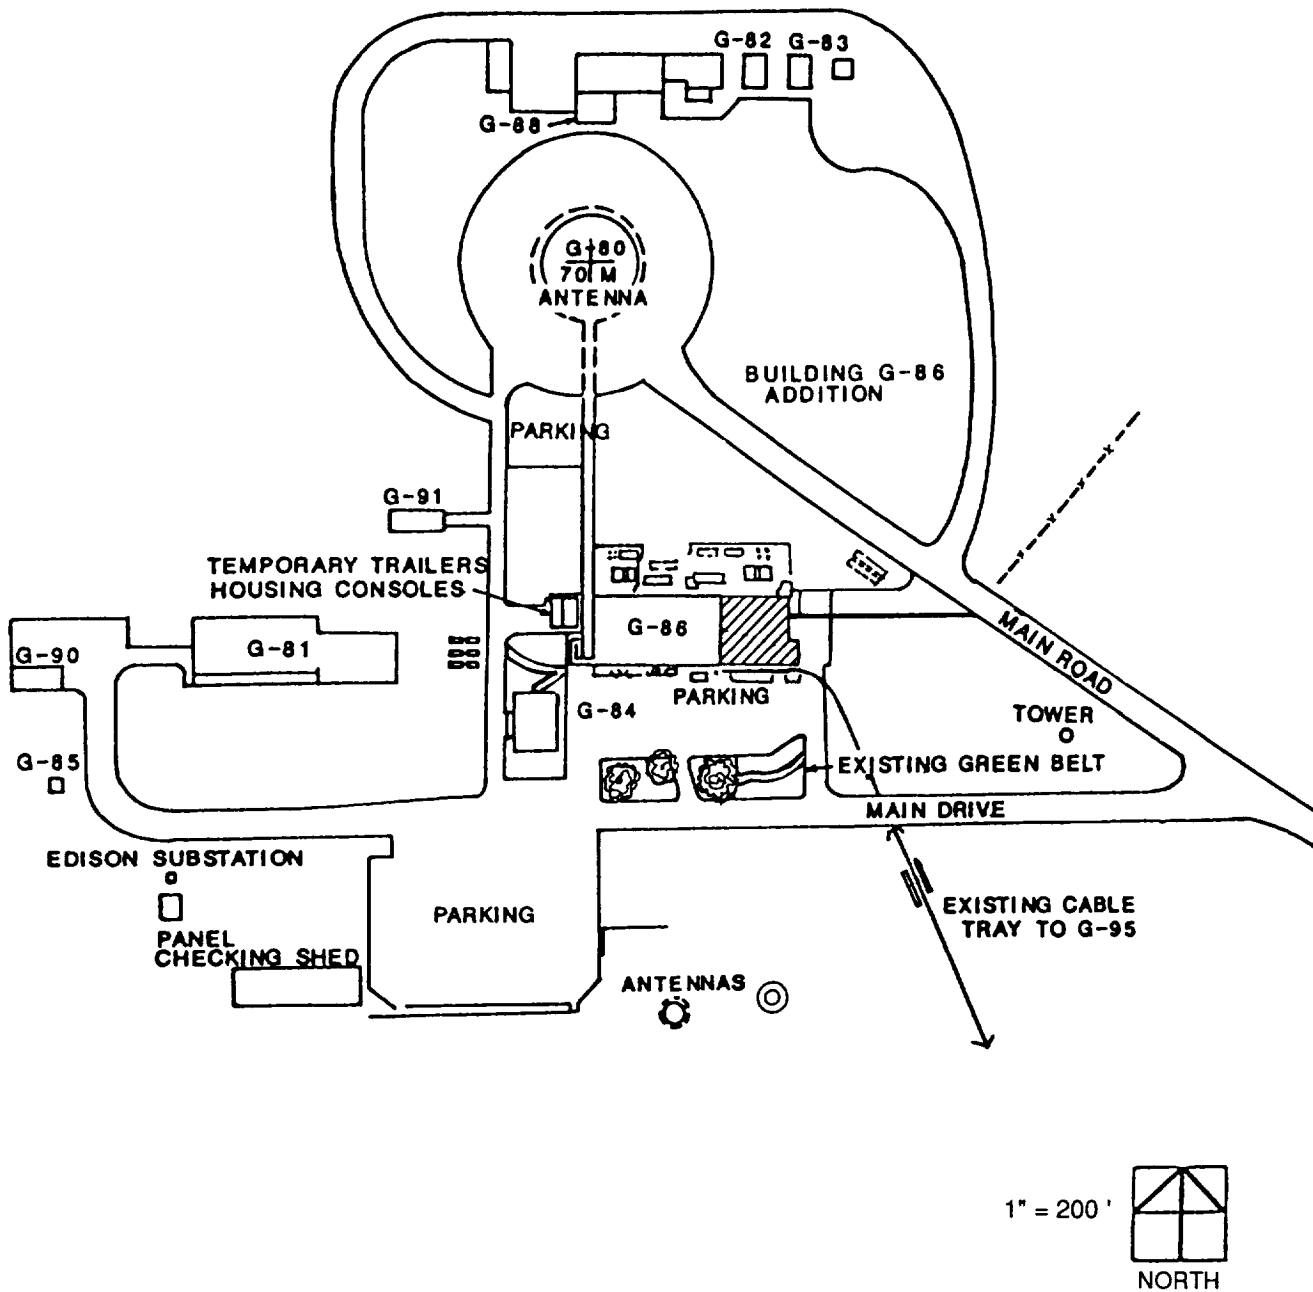 G-82 G-83
G-88
G-80
70 M
ANTENNA
BUILDING G-86
ADDITION
PARKING
G-91
TEMPORARY TRAILERS
HOUSING CONSOLES
G-86
G-90
G-81
MAIN ROAD
PARKING
G-84
TOWER
G-85
EXISTING GREEN BELT
MAIN DRIVE
EDISON SUBSTATION
PARKING
EXISTING CABLE
TRAY TO G-95
PANEL
CHECKING SHED
ANTENNAS
1" = 200 '
NORTH